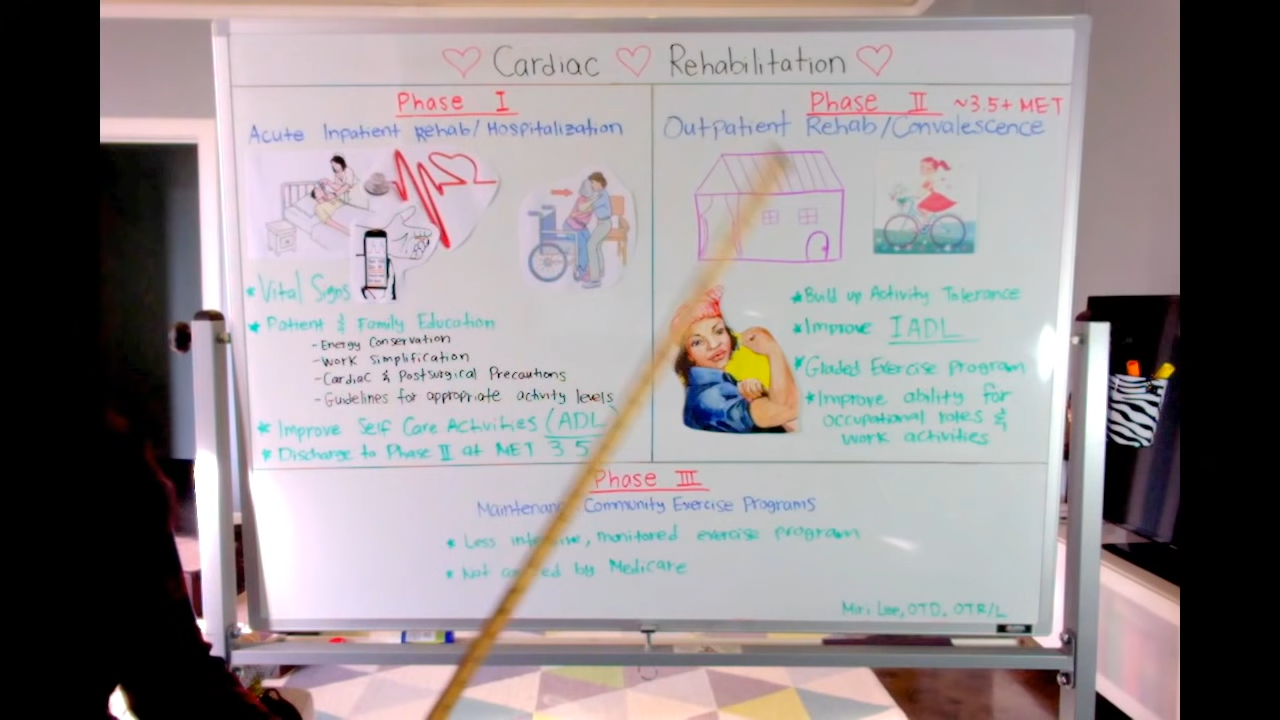 Cardiac Rehabilitation
Phase I
Acute Inpatient Rehab/Hospitalization
* Vital Signs
* Patient & Family Education
- Energy Conservation
- Work Simplification
- Cardiac & Postsurgical Precautions
- Guidelines for appropriate activity levels
* Improve Self Care Activities (ADL
* Discharge to Phase II at MET 3 5
Phase II ~3.5+ MET
Outpatient Rehab/Convalescence
* Build up Activity Tolerance
* Improve IADL
* Graded Exercise Program
* Improve ability for
occupational roles &
work activities
Phase III
Community Exercise Programs
* Less monitored exercise program
* Not by Medicare
Miri Lee, OTD, OTR/L